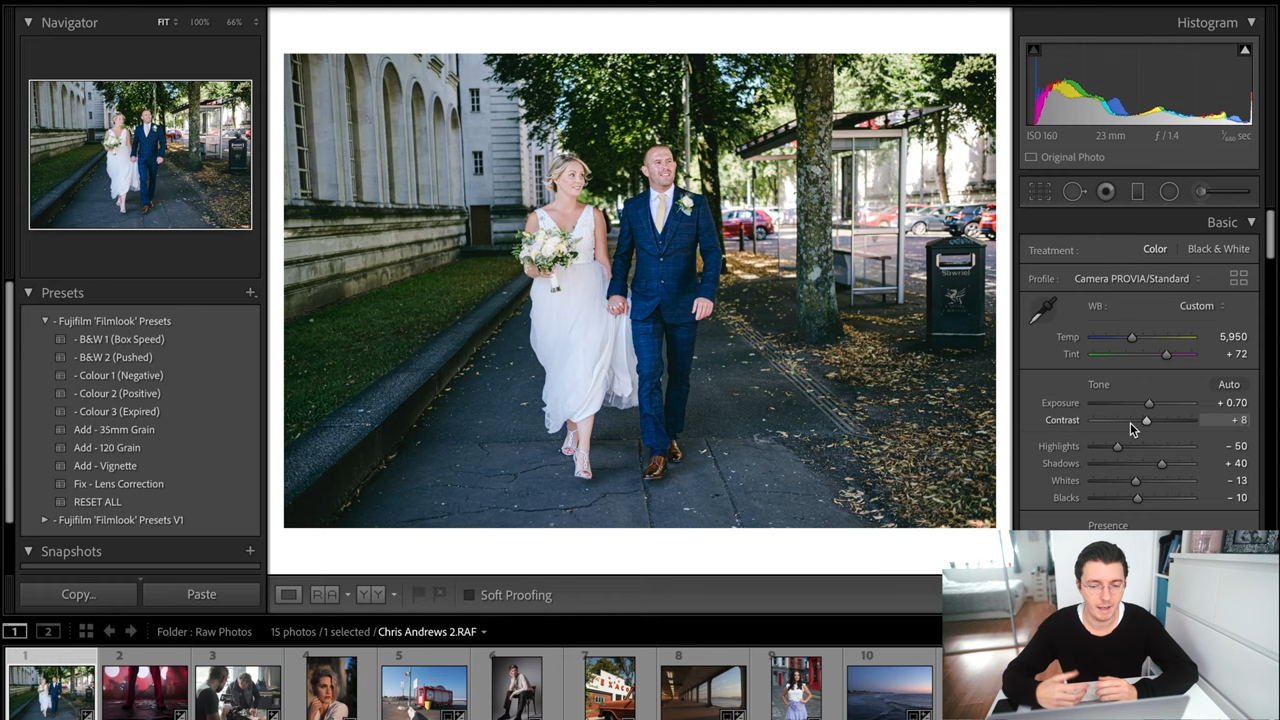 Navigator FIT 100% 66%
Presets
- Fujifilm 'Filmlook' Presets
- B&W 1 (Box Speed)
- B&W 2 (Pushed)
- Colour 1 (Negative)
- Colour 2 (Positive)
- Colour 3 (Expired)
Add - 35mm Grain
Add - 120 Grain
Add - Vignette
Fix - Lens Correction
RESET ALL
- Fujifilm 'Filmlook' Presets V1
Snapshots
Copy... Paste
Sbwriel
Histogram
ISO 160 23 mm ƒ / 1.4 1/640 sec
Original Photo
Basic
Treatment : Color Black & White
Profile : Camera PROVIA/Standard
WB : Custom
Temp 5,950
Tint + 72
Tone Auto
Exposure + 0.70
Contrast + 8
Highlights - 50
Shadows + 40
Whites - 13
Blacks - 10
Presence
R A Y Y Soft Proofing
1 2 Folder : Raw Photos 15 photos / 1 selected / Chris Andrews 2.RAF
1 2 3 4 5 6 7 8 9 10